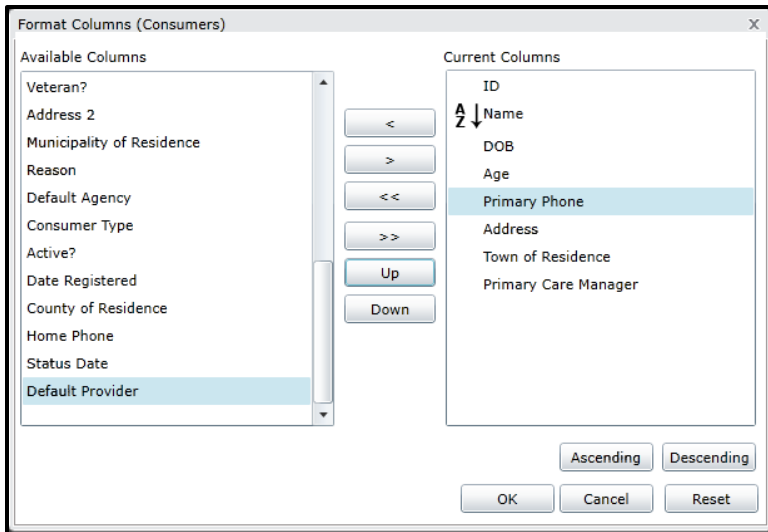 Format Columns (Consumers) X
Available Columns
Veteran?
Address 2
Municipality of Residence
Reason
Default Agency
Consumer Type
Active?
Date Registered
County of Residence
Home Phone
Status Date
Default Provider
<
>
<<
>>
Up
Down
Current Columns
ID
AZ Name
DOB
Age
Primary Phone
Address
Town of Residence
Primary Care Manager
Ascending Descending
OK Cancel Reset